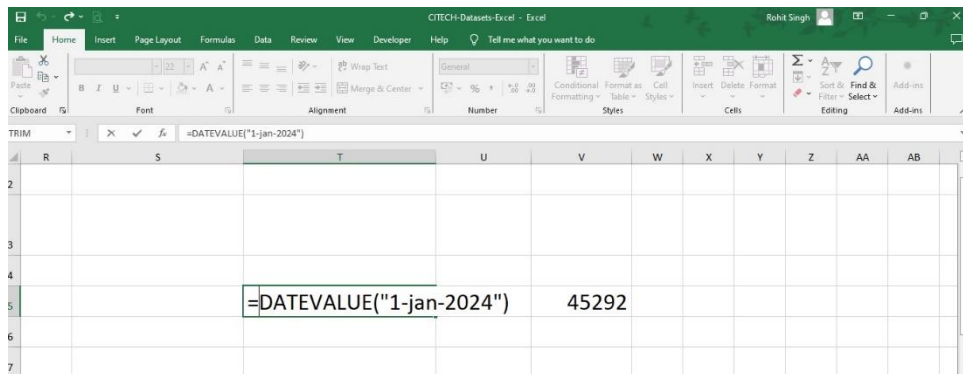 CITECH-Datasets-Excel - Excel
Rohit Singh
File Home Insert Page Layout Formulas Data Review View Developer Help Tell me what you want to do
Paste
22
A A
Wrap Text
General
Conditional Formatting
Format as Table
Cell Styles
Insert
Delete
Format
Sort & Filter
Find & Select
Add-ins
B I U
A
Merge & Center
%
Clipboard Font Alignment Number Styles Cells Editing Add-ins
TRIM fx =DATEVALUE("1-jan-2024")
R S T U V W X Y Z AA AB
2
3
4
5 =DATEVALUE("1-jan-2024") 45292
6
7